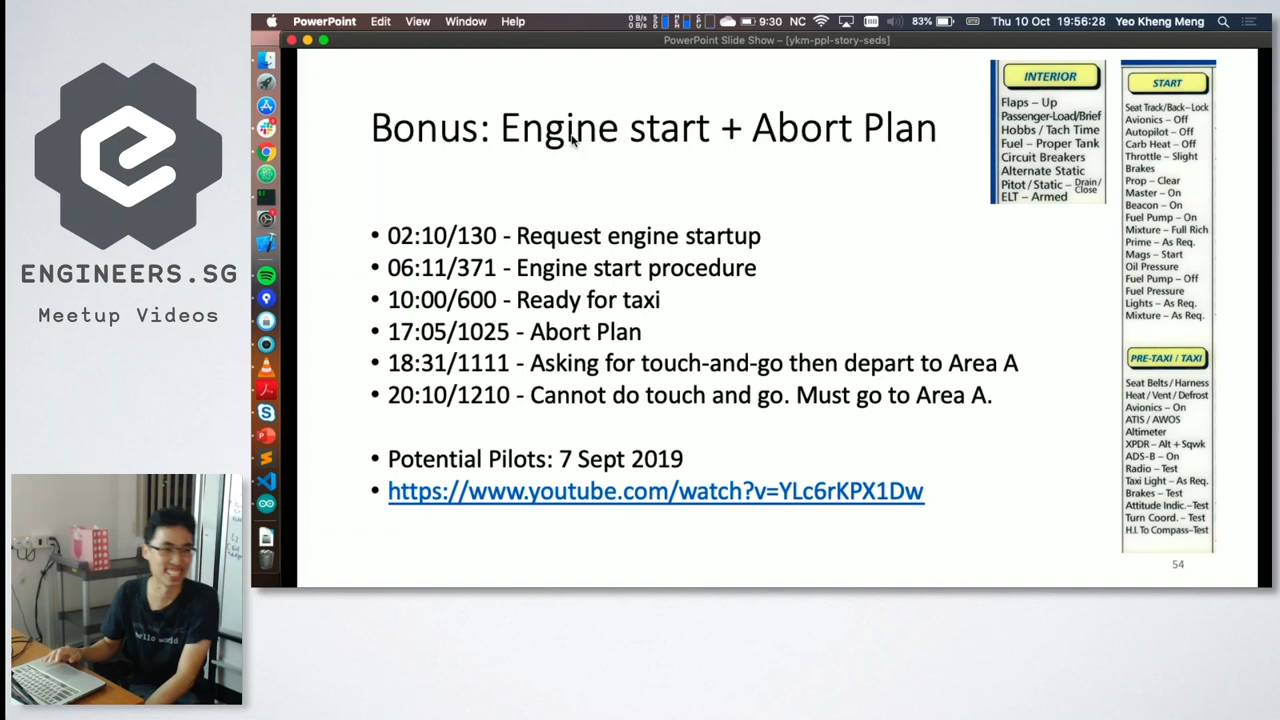 PowerPoint Edit View Window Help
0 B/s
0 B/s
9:30 NC 83% Thu 10 Oct 19:56:28 Yeo Kheng Meng
PowerPoint Slide Show - [ykm-ppl-story-seds]
ENGINEERS.SG
Meetup Videos
Bonus: Engine start + Abort Plan
• 02:10/130 - Request engine startup
• 06:11/371 - Engine start procedure
• 10:00/600 - Ready for taxi
• 17:05/1025 - Abort Plan
• 18:31/1111 - Asking for touch-and-go then depart to Area A
• 20:10/1210 - Cannot do touch and go. Must go to Area A.
• Potential Pilots: 7 Sept 2019
• https://www.youtube.com/watch?v=YLc6rKPX1Dw
INTERIOR
Flaps – Up
Passenger-Load/Brief
Hobbs / Tach Time
Fuel – Proper Tank
Circuit Breakers
Alternate Static
Pitot / Static – Drain/
Close
ELT – Armed
START
Seat Track/Back – Lock
Avionics – Off
Autopilot – Off
Carb Heat – Off
Throttle – Slight
Brakes
Prop – Clear
Master – On
Beacon – On
Fuel Pump – On
Mixture – Full Rich
Prime – As Req.
Mags – Start
Oil Pressure
Fuel Pump – Off
Fuel Pressure
Lights – As Req.
Mixture – As Req.
PRE-TAXI / TAXI
Seat Belts / Harness
Heat / Vent / Defrost
Avionics – On
ATIS / AWOS
Altimeter
XPDR – Alt + Sqwk
ADS-B – On
Radio – Test
Taxi Light – As Req.
Brakes – Test
Attitude Indic. – Test
Turn Coord. – Test
H.I. To Compass-Test
54
hello world